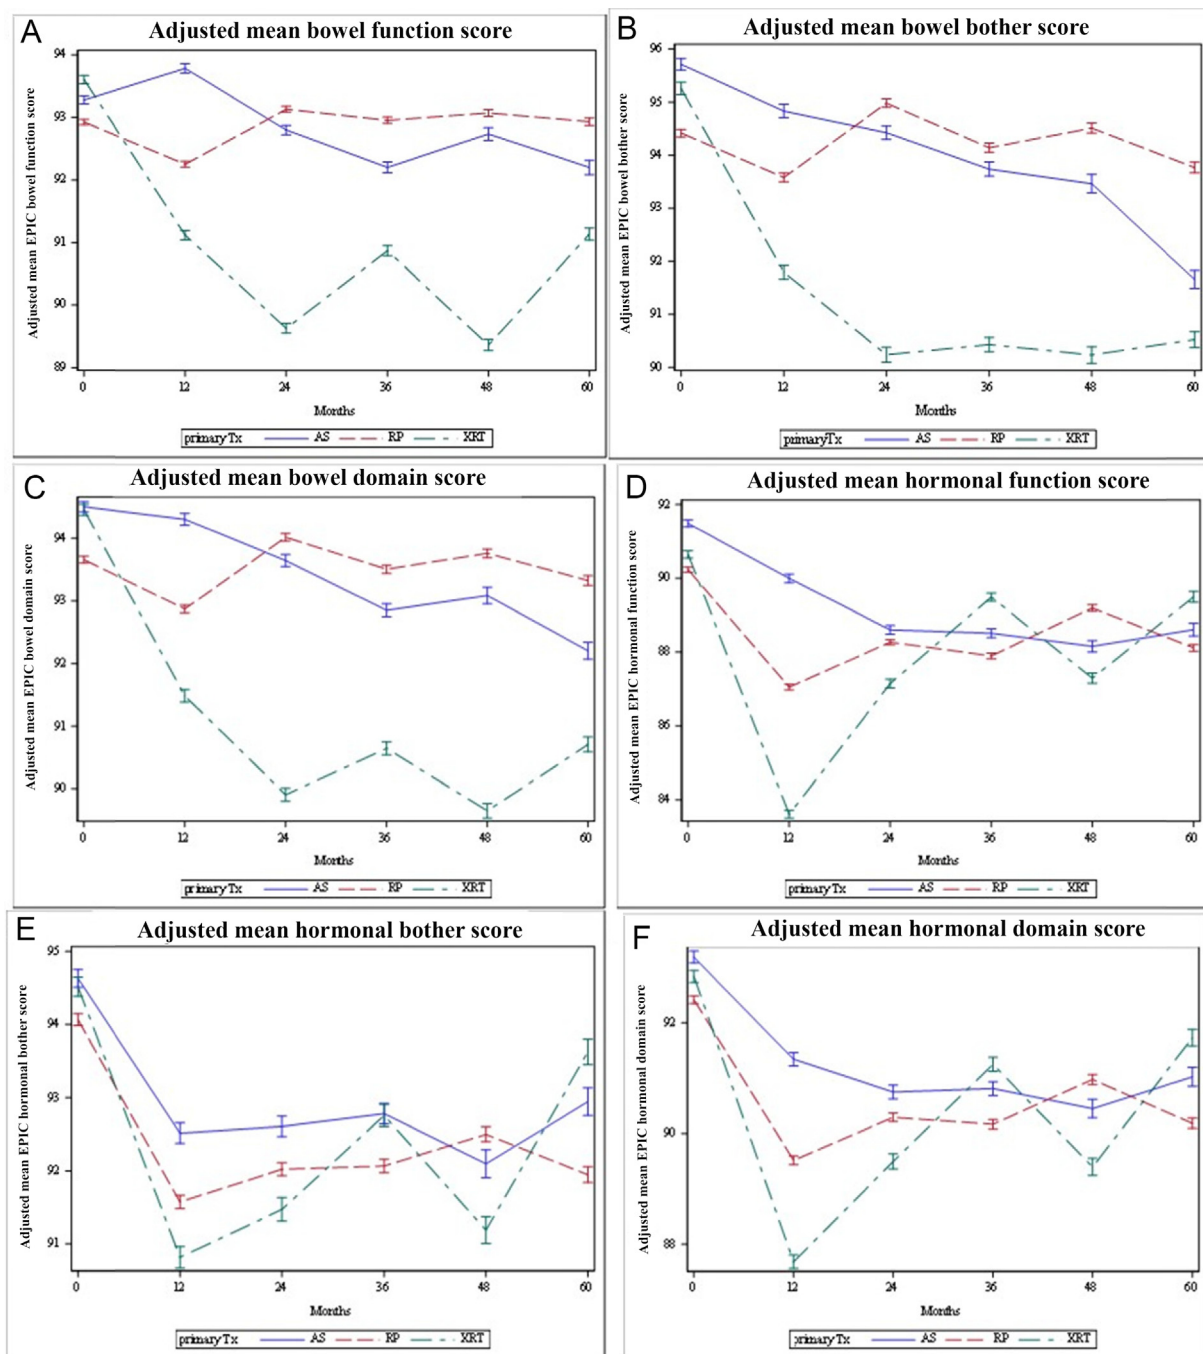 A
Adjusted mean bowel function score
Adjusted mean EPIC bowel function score
94
93
92
91
90
89
0 12 24 36 48 60
Months
primaryTx AS RP XRT
B
Adjusted mean bowel bother score
Adjusted mean EPIC bowel bother score
96
95
94
93
92
91
90
0 12 24 36 48 60
Months
primaryTx AS RP XRT
C
Adjusted mean bowel domain score
Adjusted mean EPIC bowel domain score
94
93
92
91
90
0 12 24 36 48 60
Months
primaryTx AS RP XRT
D
Adjusted mean hormonal function score
Adjusted mean EPIC hormonal function score
92
90
88
86
84
0 12 24 36 48 60
Months
primaryTx AS RP XRT
E
Adjusted mean hormonal bother score
Adjusted mean EPIC hormonal bother score
95
94
93
92
91
0 12 24 36 48 60
Months
primaryTx AS RP XRT
F
Adjusted mean hormonal domain score
Adjusted mean EPIC hormonal domain score
92
90
88
0 12 24 36 48 60
Months
primaryTx AS RP XRT